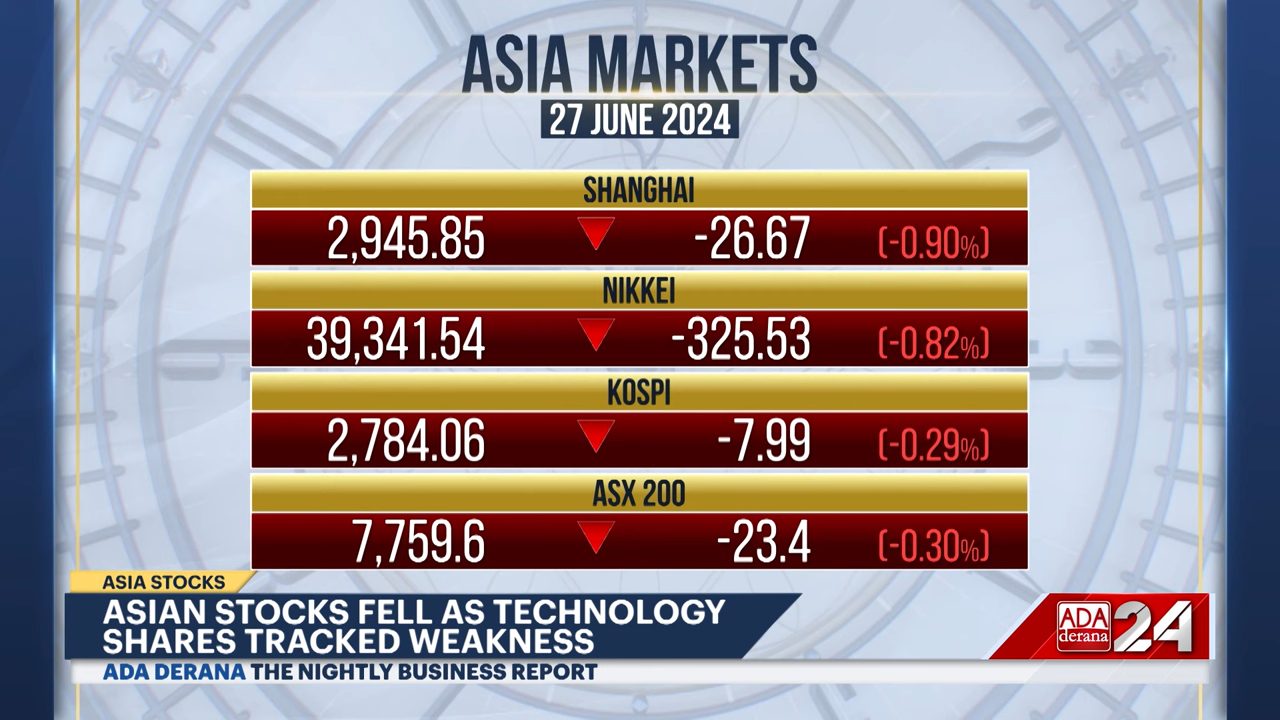 ASIA MARKETS
27 JUNE 2024
SHANGHAI
2,945.85 -26.67 (-0.90%)
NIKKEI
39,341.54 -325.53 (-0.82%)
KOSPI
2,784.06 -7.99 (-0.29%)
ASX 200
7,759.6 -23.4 (-0.30%)
ASIA STOCKS
ASIAN STOCKS FELL AS TECHNOLOGY
SHARES TRACKED WEAKNESS
ADA DERANA THE NIGHTLY BUSINESS REPORT
ADA
derana
24